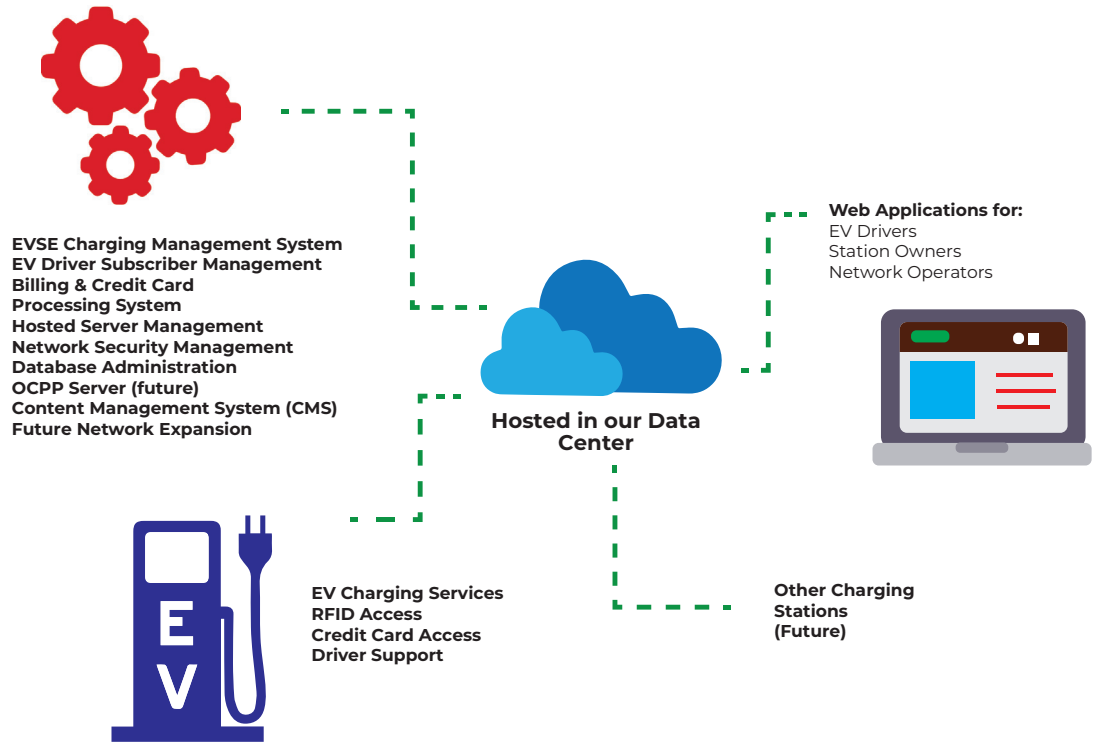 EVSE Charging Management System
EV Driver Subscriber Management
Billing & Credit Card
Processing System
Hosted Server Management
Network Security Management
Database Administration
OCPP Server (future)
Content Management System (CMS)
Future Network Expansion
Web Applications for:
EV Drivers
Station Owners
Network Operators
Hosted in our Data
Center
E
V
EV Charging Services
RFID Access
Credit Card Access
Driver Support
Other Charging
Stations
(Future)